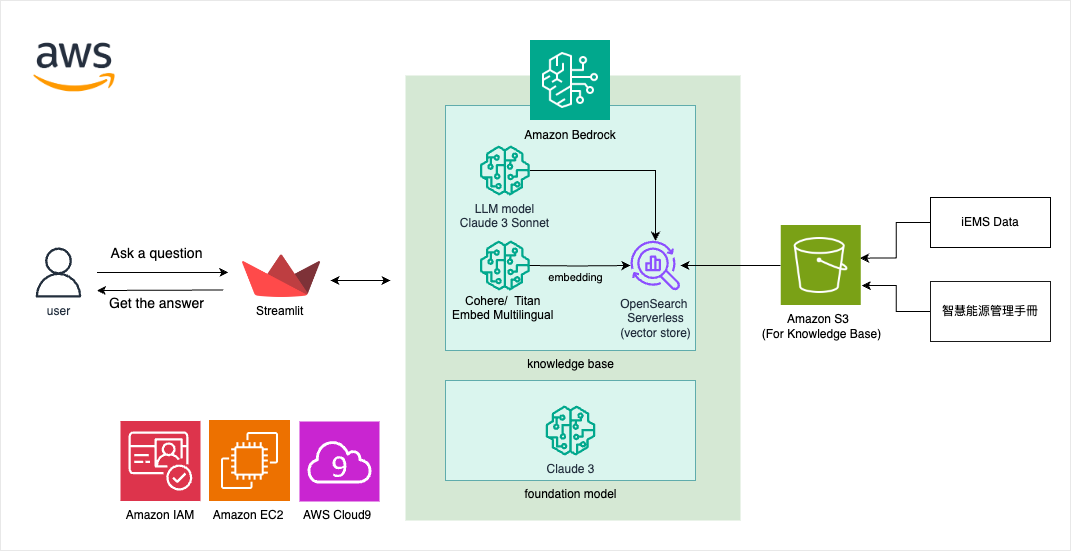 aws
Amazon Bedrock
LLM model
Claude 3 Sonnet
Cohere/ Titan
Embed Multilingual
embedding
OpenSearch
Serverless
(vector store)
knowledge base
Claude 3
foundation model
Ask a question
Get the answer
user
Streamlit
iEMS Data
智慧能源管理手冊
Amazon S3
(For Knowledge Base)
9
Amazon IAM
Amazon EC2
AWS Cloud9